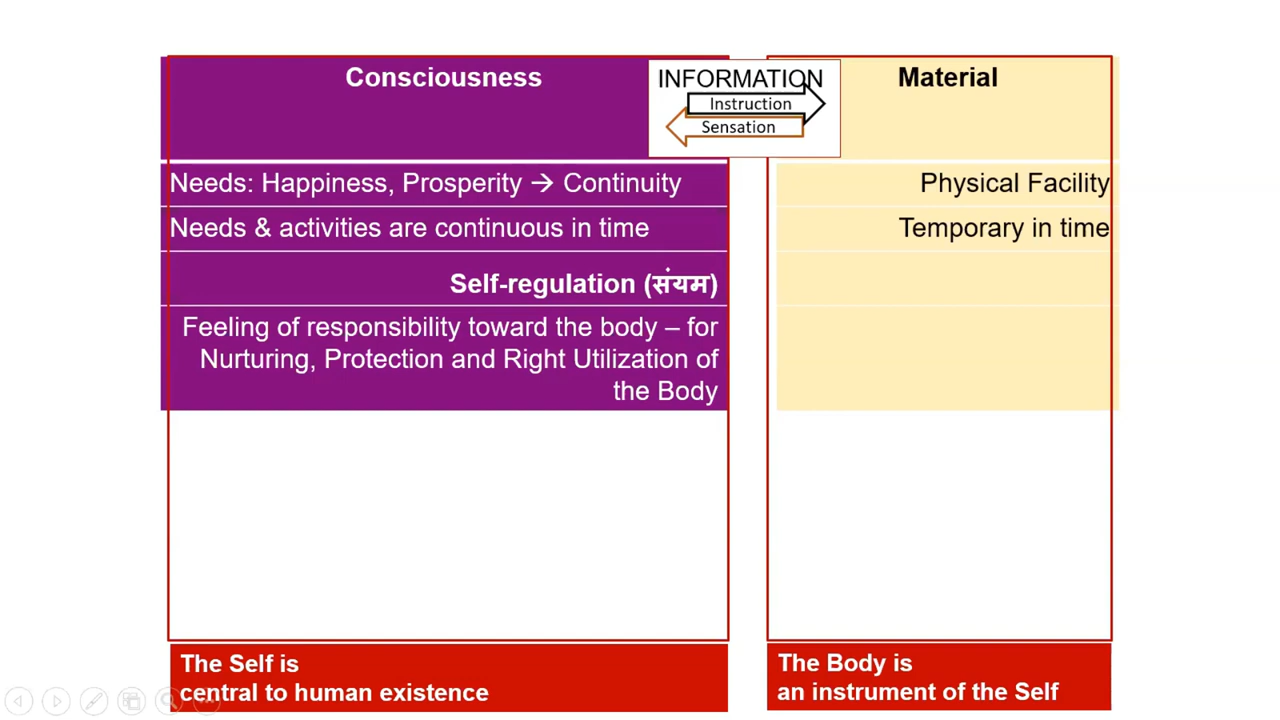 Consciousness
INFORMATION
Instruction
Sensation
Material
Needs: Happiness, Prosperity → Continuity
Physical Facility
Needs & activities are continuous in time
Temporary in time
Self-regulation (संयम)
Feeling of responsibility toward the body – for
Nurturing, Protection and Right Utilization of
the Body
The Self is
central to human existence
The Body is
an instrument of the Self